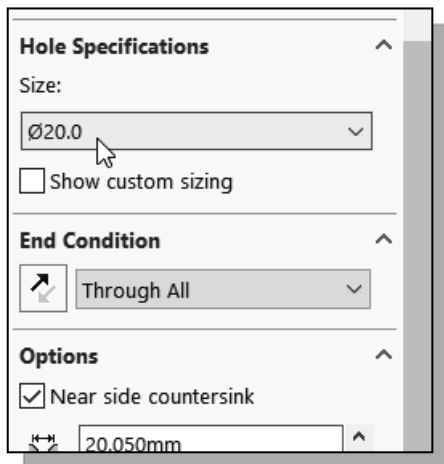 Hole Specifications
Size:
Ø20.0
Show custom sizing
End Condition
Through All
Options
Near side countersink
20.050mm